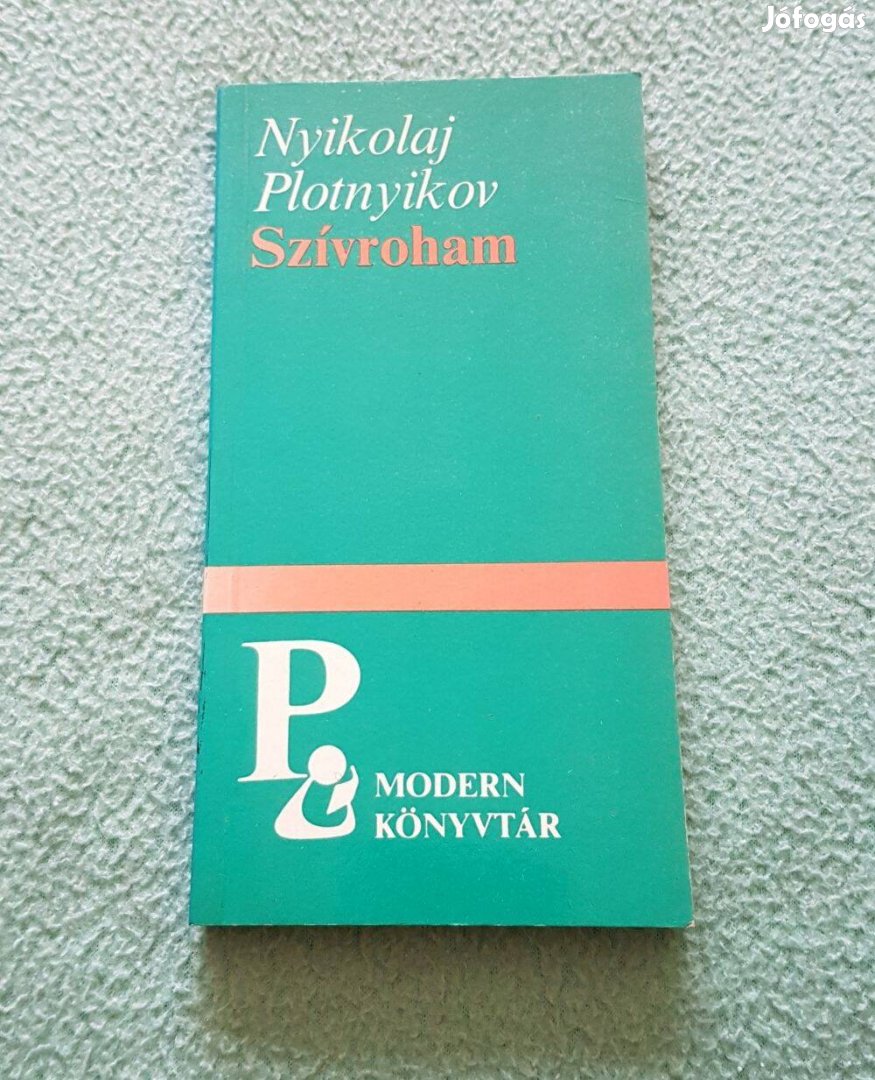 Jófogás
Nyikolaj
Plotnyikov
Szívroham
P
MODERN
KÖNYVTÁR